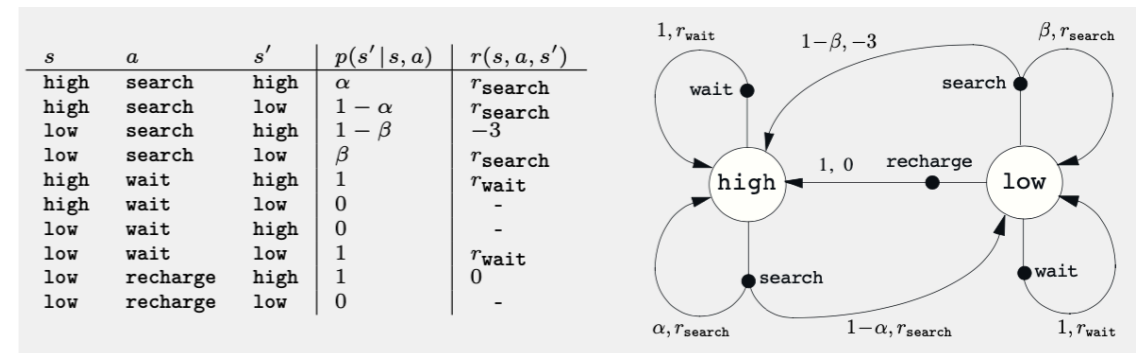 s a s′ p(s′|s, a) r(s, a, s′)
high search high α r_search
high search low 1 − α r_search
low search high 1 − β −3
low search low β r_search
high wait high 1 r_wait
high wait low 0 -
low wait high 0 -
low wait low 1 r_wait
low recharge high 1 0
low recharge low 0 -
1, r_wait
1−β, −3
β, r_search
wait
search
high
1, 0
recharge
low
search
wait
α, r_search
1−α, r_search
1, r_wait